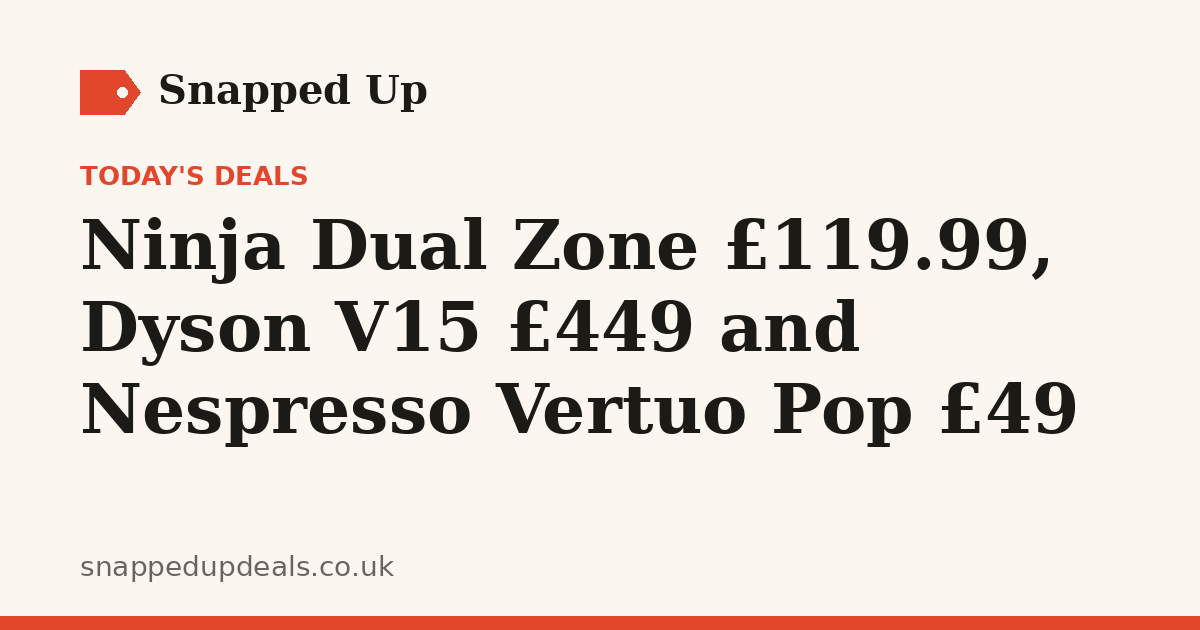 Snapped Up
TODAY'S DEALS
Ninja Dual Zone £119.99,
Dyson V15 £449 and
Nespresso Vertuo Pop £49
snappedupdeals.co.uk